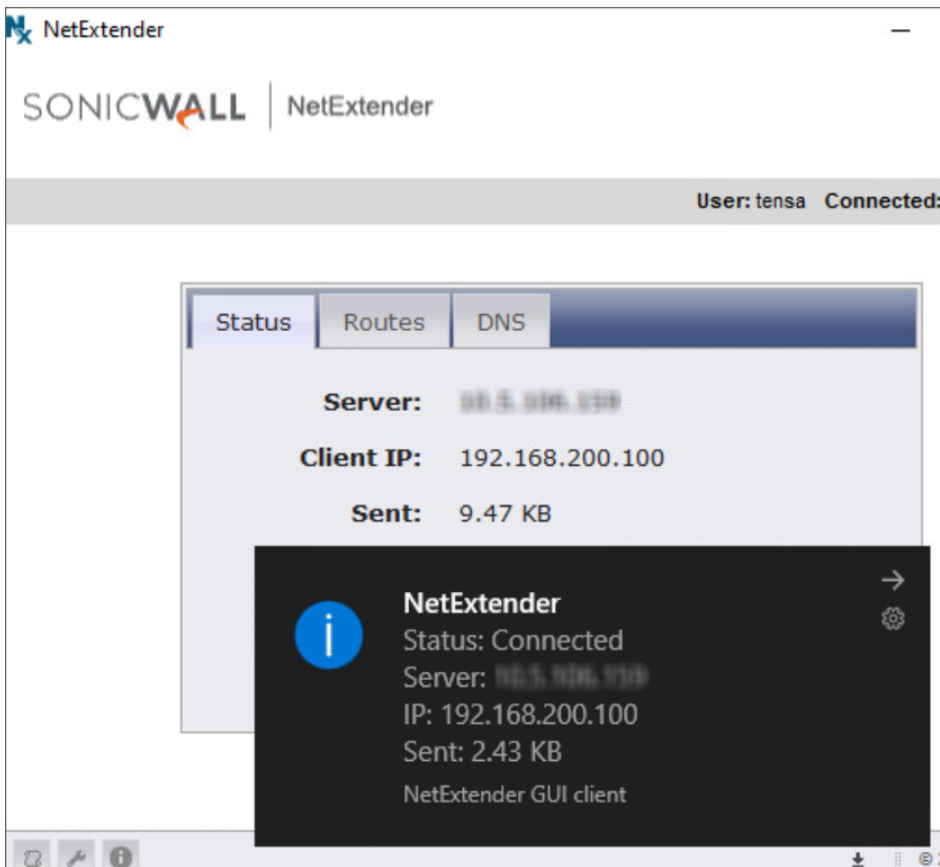 NetExtender
SONICWALL NetExtender
User: tensa Connected:
Status Routes DNS
Server:
Client IP: 192.168.200.100
Sent: 9.47 KB
NetExtender
Status: Connected
Server:
IP: 192.168.200.100
Sent: 2.43 KB
NetExtender GUI client